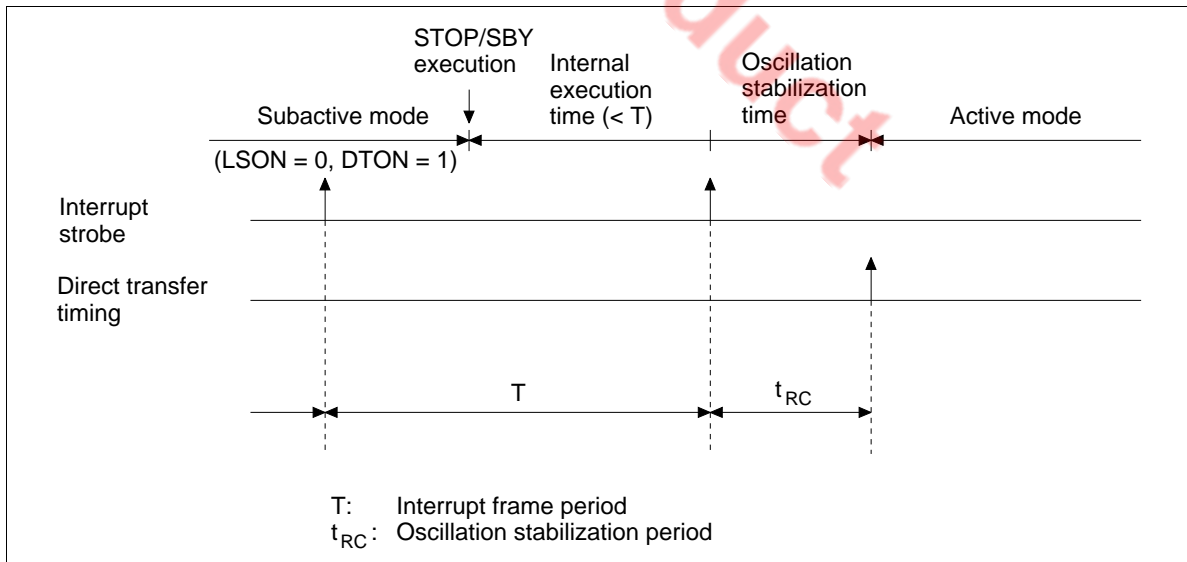 STOP/SBY
execution
Internal
execution
time (< T)
Oscillation
stabilization
time
Subactive mode
Active mode
(LSON = 0, DTON = 1)
Interrupt
strobe
Direct transfer
timing
T
tRC
T: Interrupt frame period
tRC: Oscillation stabilization period